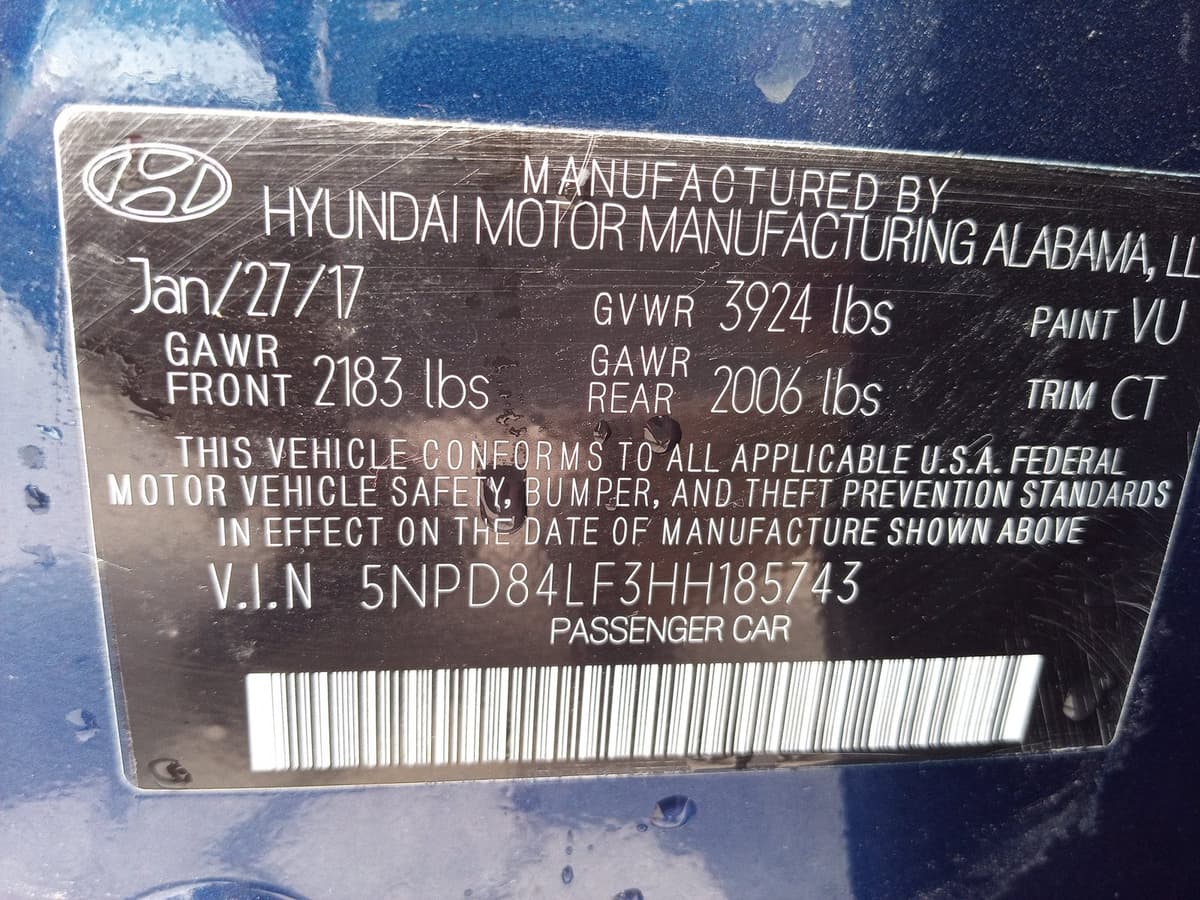 MANUFACTURED BY
HYUNDAI MOTOR MANUFACTURING ALABAMA, LL
Jan/27/17 GVWR 3924 lbs PAINT VU
GAWR FRONT 2183 lbs GAWR REAR 2006 lbs TRIM CT
THIS VEHICLE CONFORMS TO ALL APPLICABLE U.S.A. FEDERAL
MOTOR VEHICLE SAFETY, BUMPER, AND THEFT PREVENTION STANDARDS
IN EFFECT ON THE DATE OF MANUFACTURE SHOWN ABOVE
V.I.N 5NPD84LF3HH185743
PASSENGER CAR